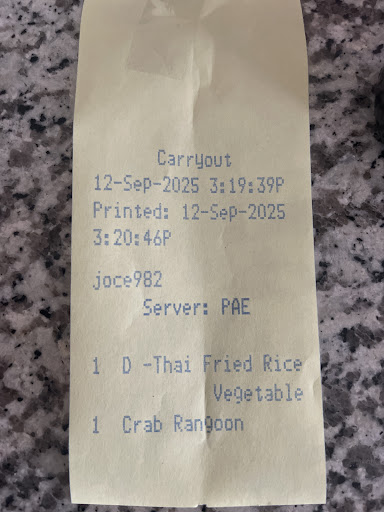 Carryout
12-Sep-2025 3:19:39P
Printed: 12-Sep-2025
3:20:46P
joce982
Server: PAE
1 D -Thai Fried Rice
Vegetable
1 Crab Rangoon